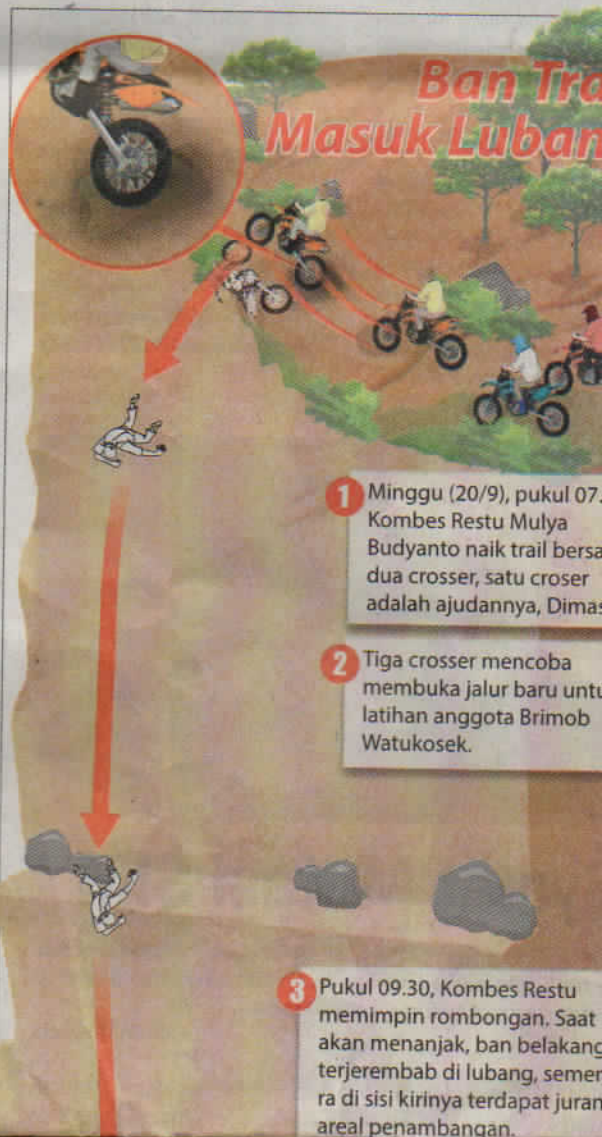 Ban Tra
Masuk Luban
1 Minggu (20/9), pukul 07.
Kombes Restu Mulya
Budyanto naik trail bersa
dua crosser, satu croser
adalah ajudannya, Dimas
2 Tiga crosser mencoba
membuka jalur baru untu
latihan anggota Brimob
Watukosek.
3 Pukul 09.30, Kombes Restu
memimpin rombongan. Saat
akan menanjak, ban belakang
terjerembab di lubang, semen
ra di sisi kirinya terdapat juran
areal penambangan.